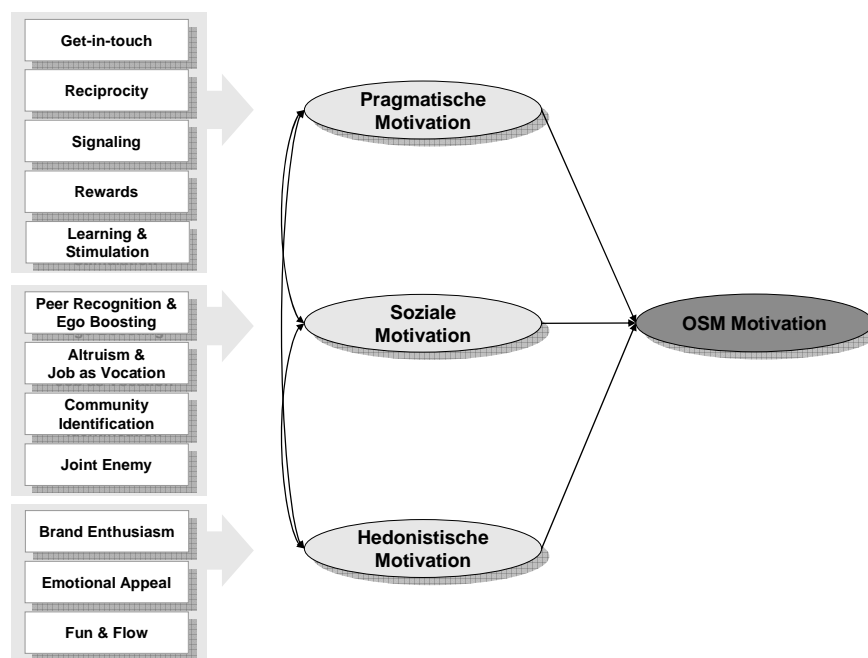 Get-in-touch
Reciprocity
Signaling
Rewards
Learning &
Stimulation
Peer Recognition &
Ego Boosting
Altruism &
Job as Vocation
Community
Identification
Joint Enemy
Brand Enthusiasm
Emotional Appeal
Fun & Flow
Pragmatische
Motivation
Soziale
Motivation
Hedonistische
Motivation
OSM Motivation